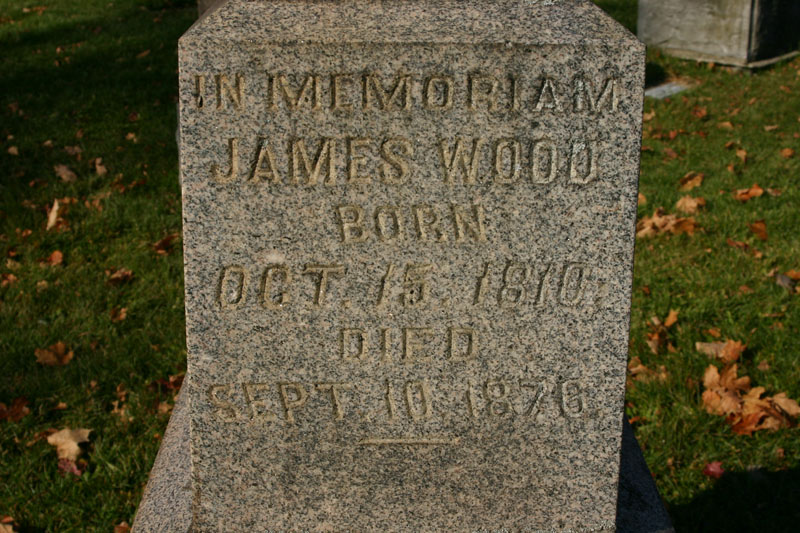 IN MEMORIAM
JAMES WOOD
BORN
OCT. 15. 1810.
DIED
SEPT. 10. 1876.